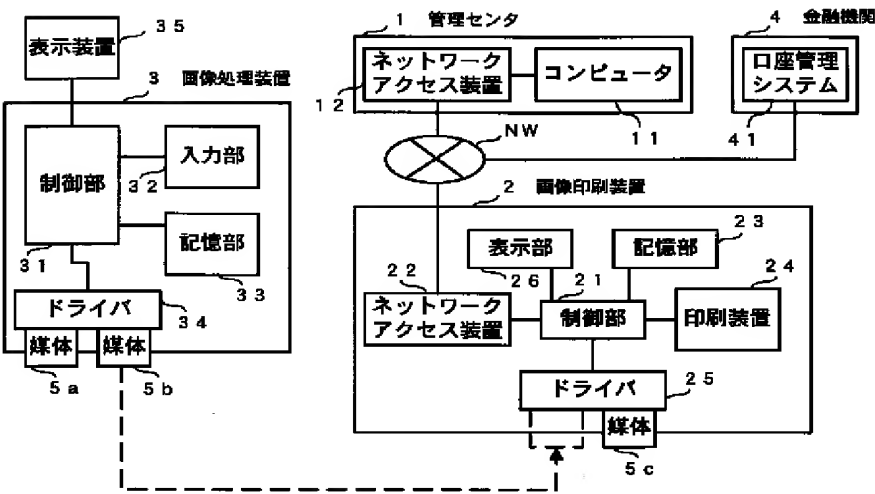 35
表示装置
3 画像処理装置
制御部
31
入力部
32
記憶部
33
ドライバ
34
媒体
5a
媒体
5b
1 管理センタ
ネットワーク
アクセス装置
12
コンピュータ
11
4 金融機関
口座管理
システム
41
NW
2 画像印刷装置
表示部
26
記憶部
23
22
ネットワーク
アクセス装置
21
制御部
24
印刷装置
ドライバ
25
媒体
5c